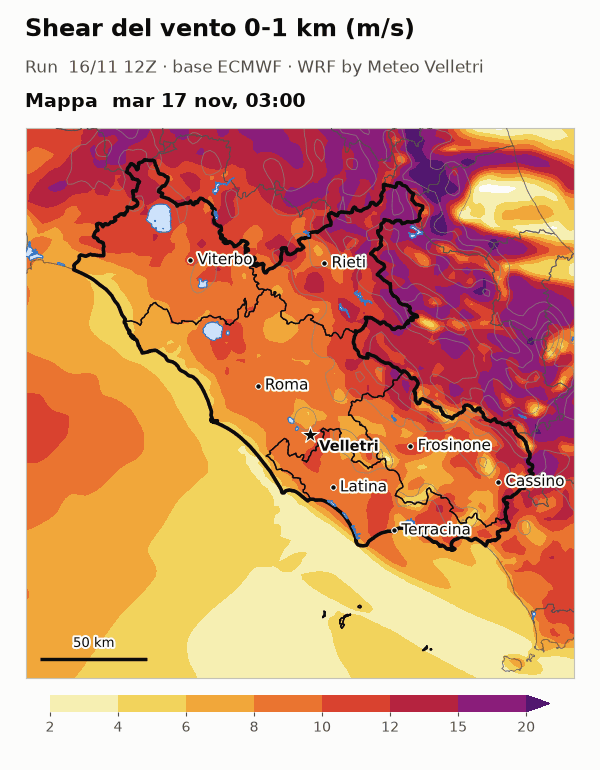 Shear del vento 0-1 km (m/s)
Run  16/11 12Z · base ECMWF · WRF by Meteo Velletri
Mappa  mar 17 nov, 03:00
Viterbo
Rieti
Roma
Velletri
Frosinone
Latina
Cassino
Terracina
50 km
2 4 6 8 10 12 15 20